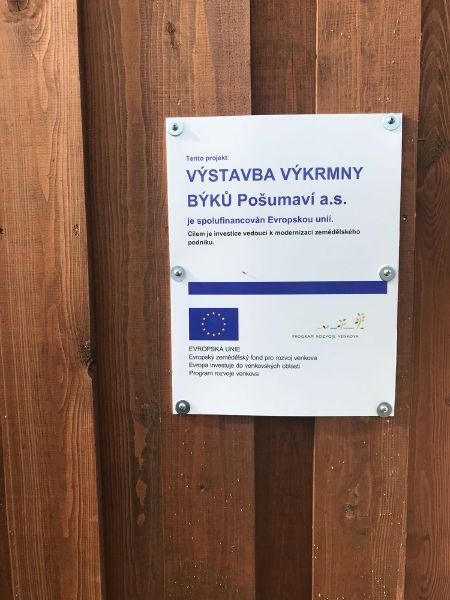 Tento projekt:
VÝSTAVBA VÝKRMNY
BÝKŮ Pošumaví a.s.
je spolufinancován Evropskou unií.
Cílem je investice vedoucí k modernizaci zemědělského
podniku.
EVROPSKÁ UNIE
Evropský zemědělský fond pro rozvoj venkova
Evropa investuje do venkovských oblastí
Program rozvoje venkova
PROGRAM ROZVOJE VENKOVA